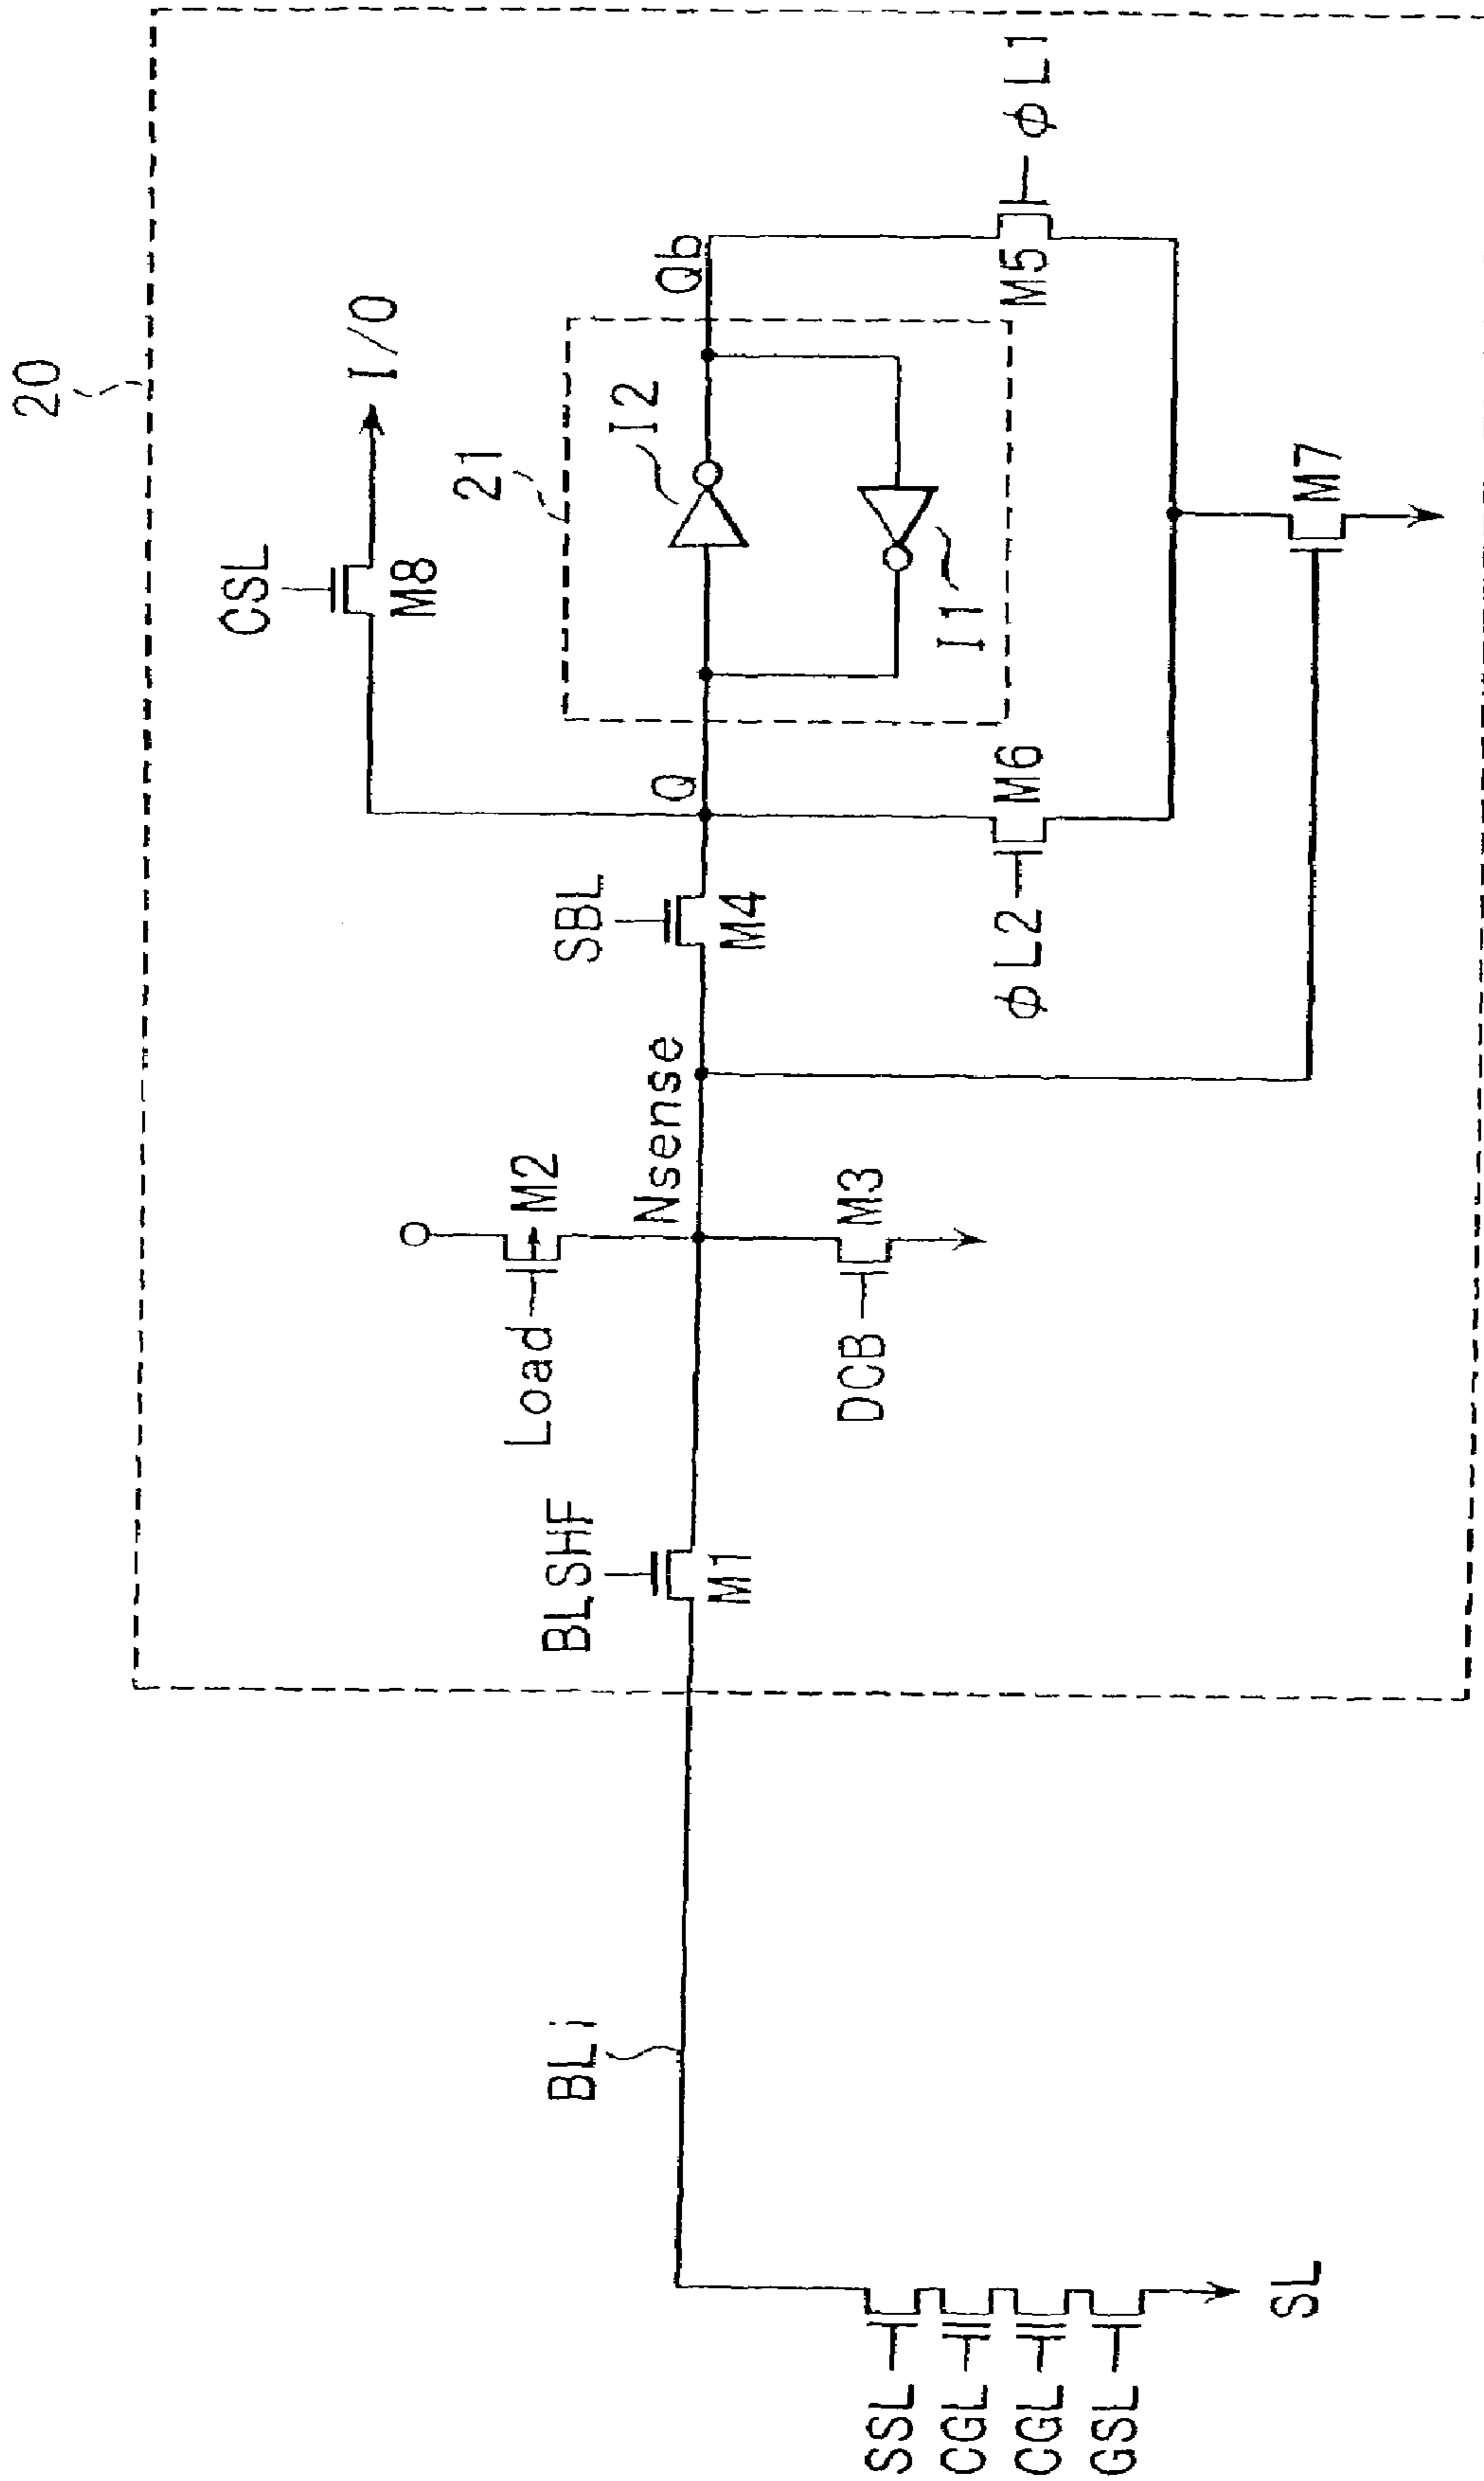 20
CSL
M8
I/O
21
I2
I1
Q
Qb
SBL
M4
Load
M2
Nsense
BLSHF
M1
DCB
M3
φL2
M6
M5
φL1
M7
BLi
SSL
CGL
CGL
GSL
SL